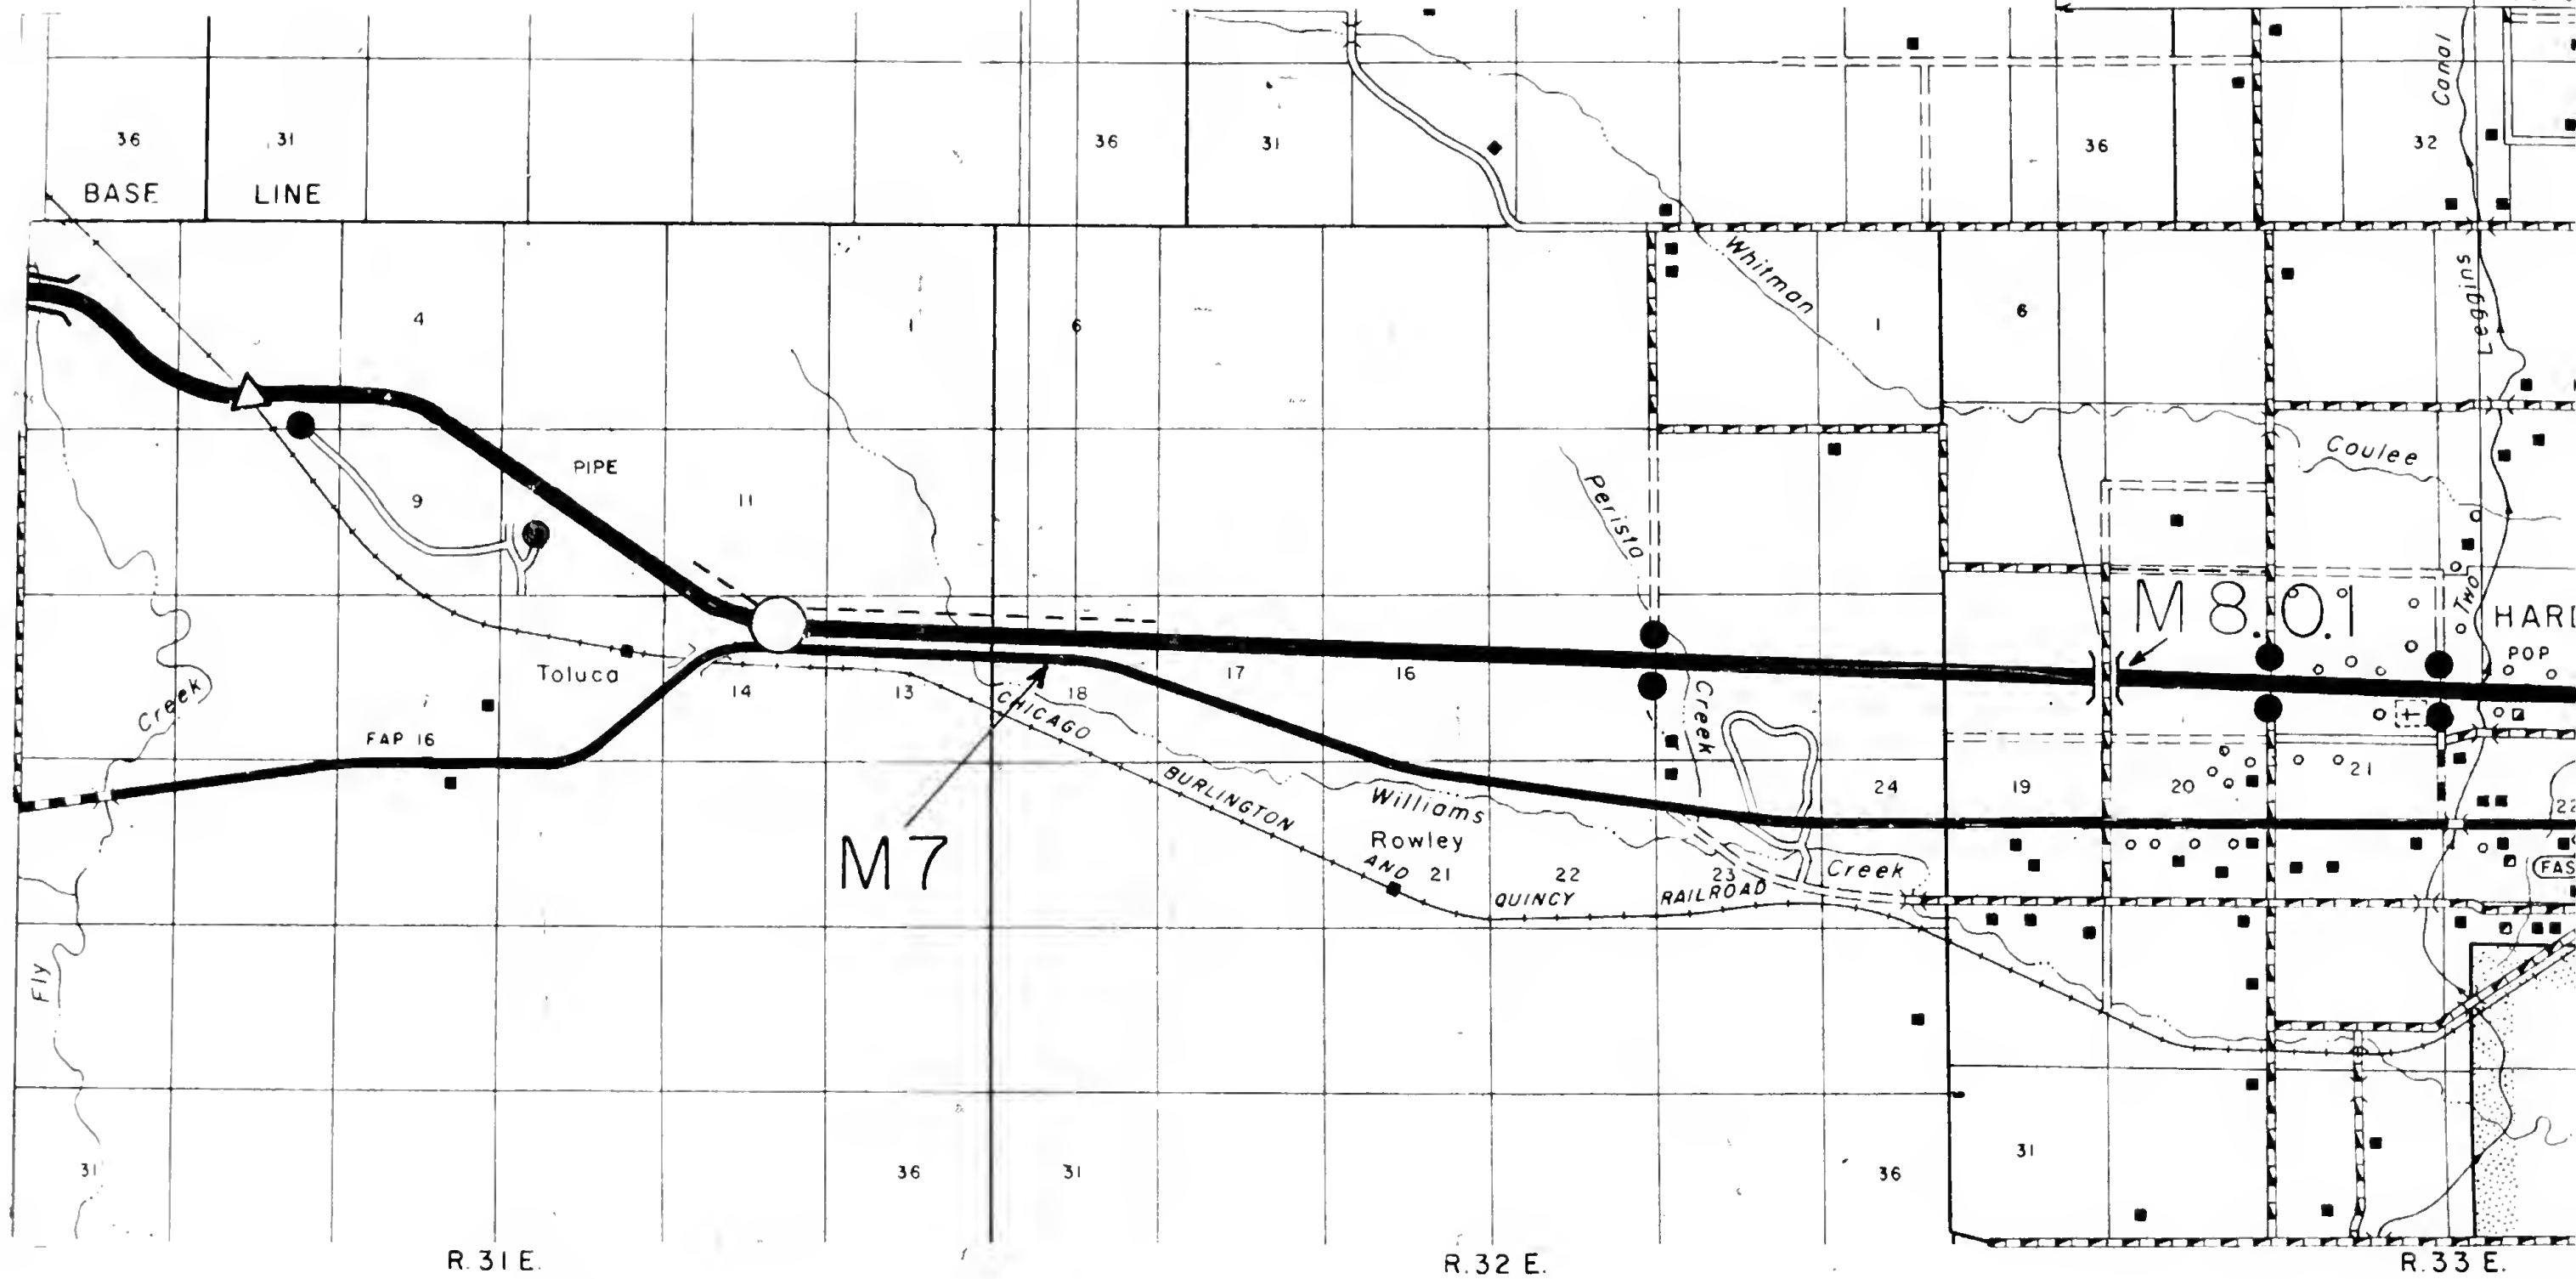 Canal
36
31
36
31
36
32
BASE
LINE
Whitman
Leggins
4
1
6
1
6
PIPE
9
11
Perista
Coulee
Two
M 8.0.1
HARD
POP
Toluca
14
13
18
17
16
Creek
Creek
CHICAGO
FAP 16
BURLINGTON
Williams
Rowley
AND
21
22
23
24
19
20
21
22
M7
QUINCY
RAILROAD
Creek
FAS
Fly
31
36
31
36
31
R. 31 E.
R. 32 E.
R. 33 E.